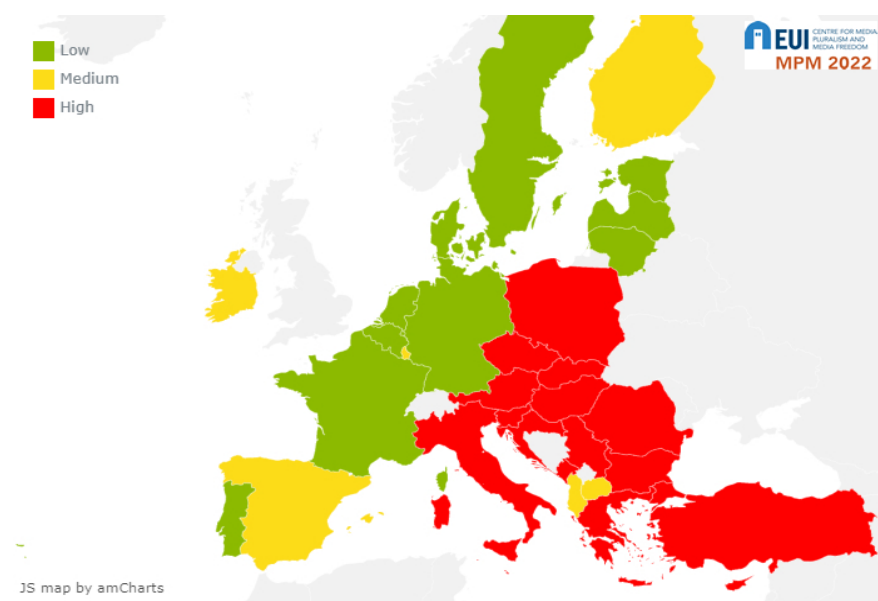 Low
Medium
High
EUI
CENTRE FOR MEDIA
PLURALISM AND
MEDIA FREEDOM
MPM 2022
JS map by amCharts